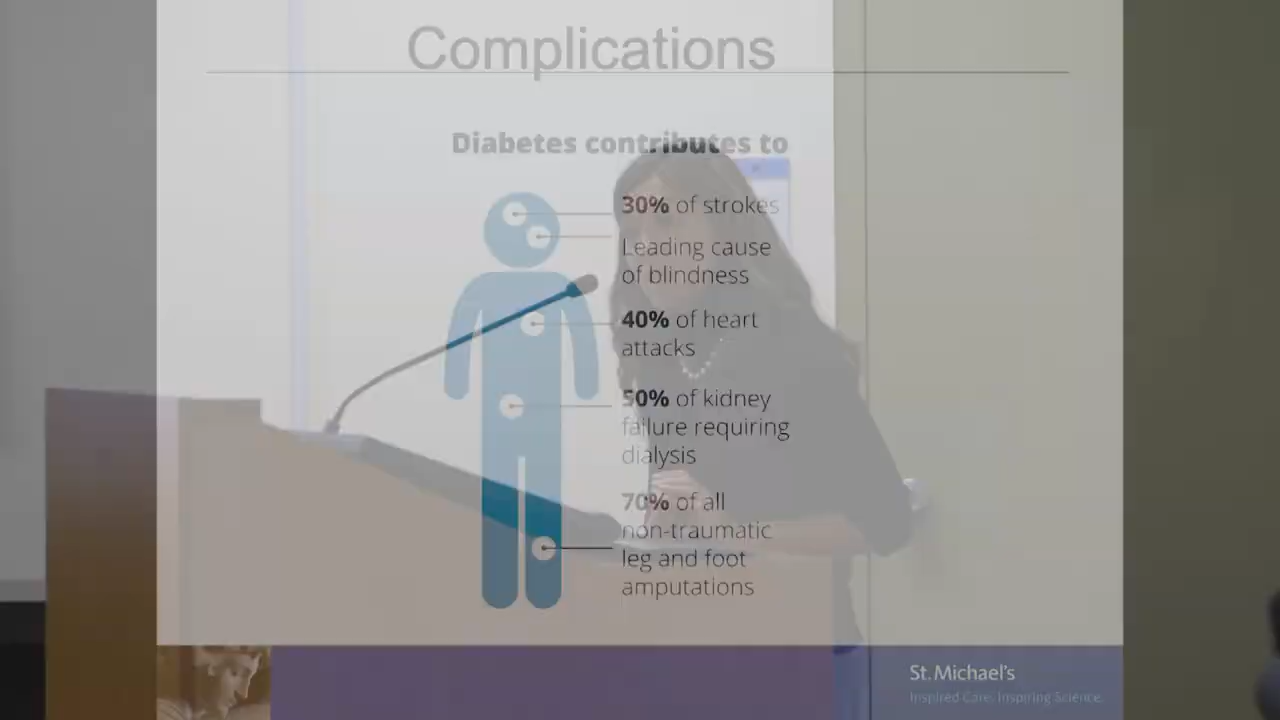 Complications
Diabetes contributes to
30% of strokes
Leading cause
of blindness
40% of heart
attacks
50% of kidney
failure requiring
dialysis
70% of all
non-traumatic
leg and foot
amputations
St. Michael's
Inspired Care. Inspiring Science.